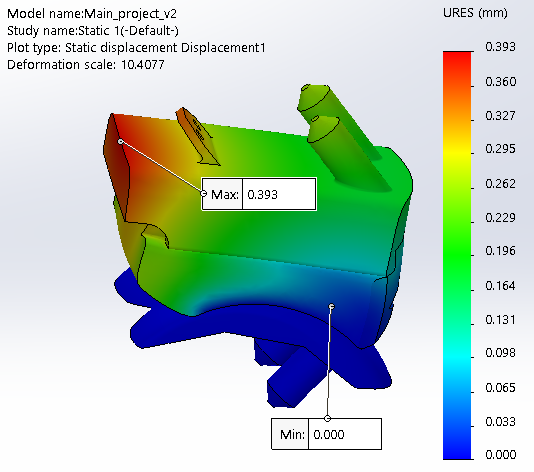 Model name:Main_project_v2
Study name:Static 1(-Default-)
Plot type: Static displacement Displacement1
Deformation scale: 10.4077
URES (mm)
0.393
0.360
0.327
0.295
0.262
0.229
0.196
0.164
0.131
0.098
0.065
0.033
0.000
Max: 0.393
Min: 0.000